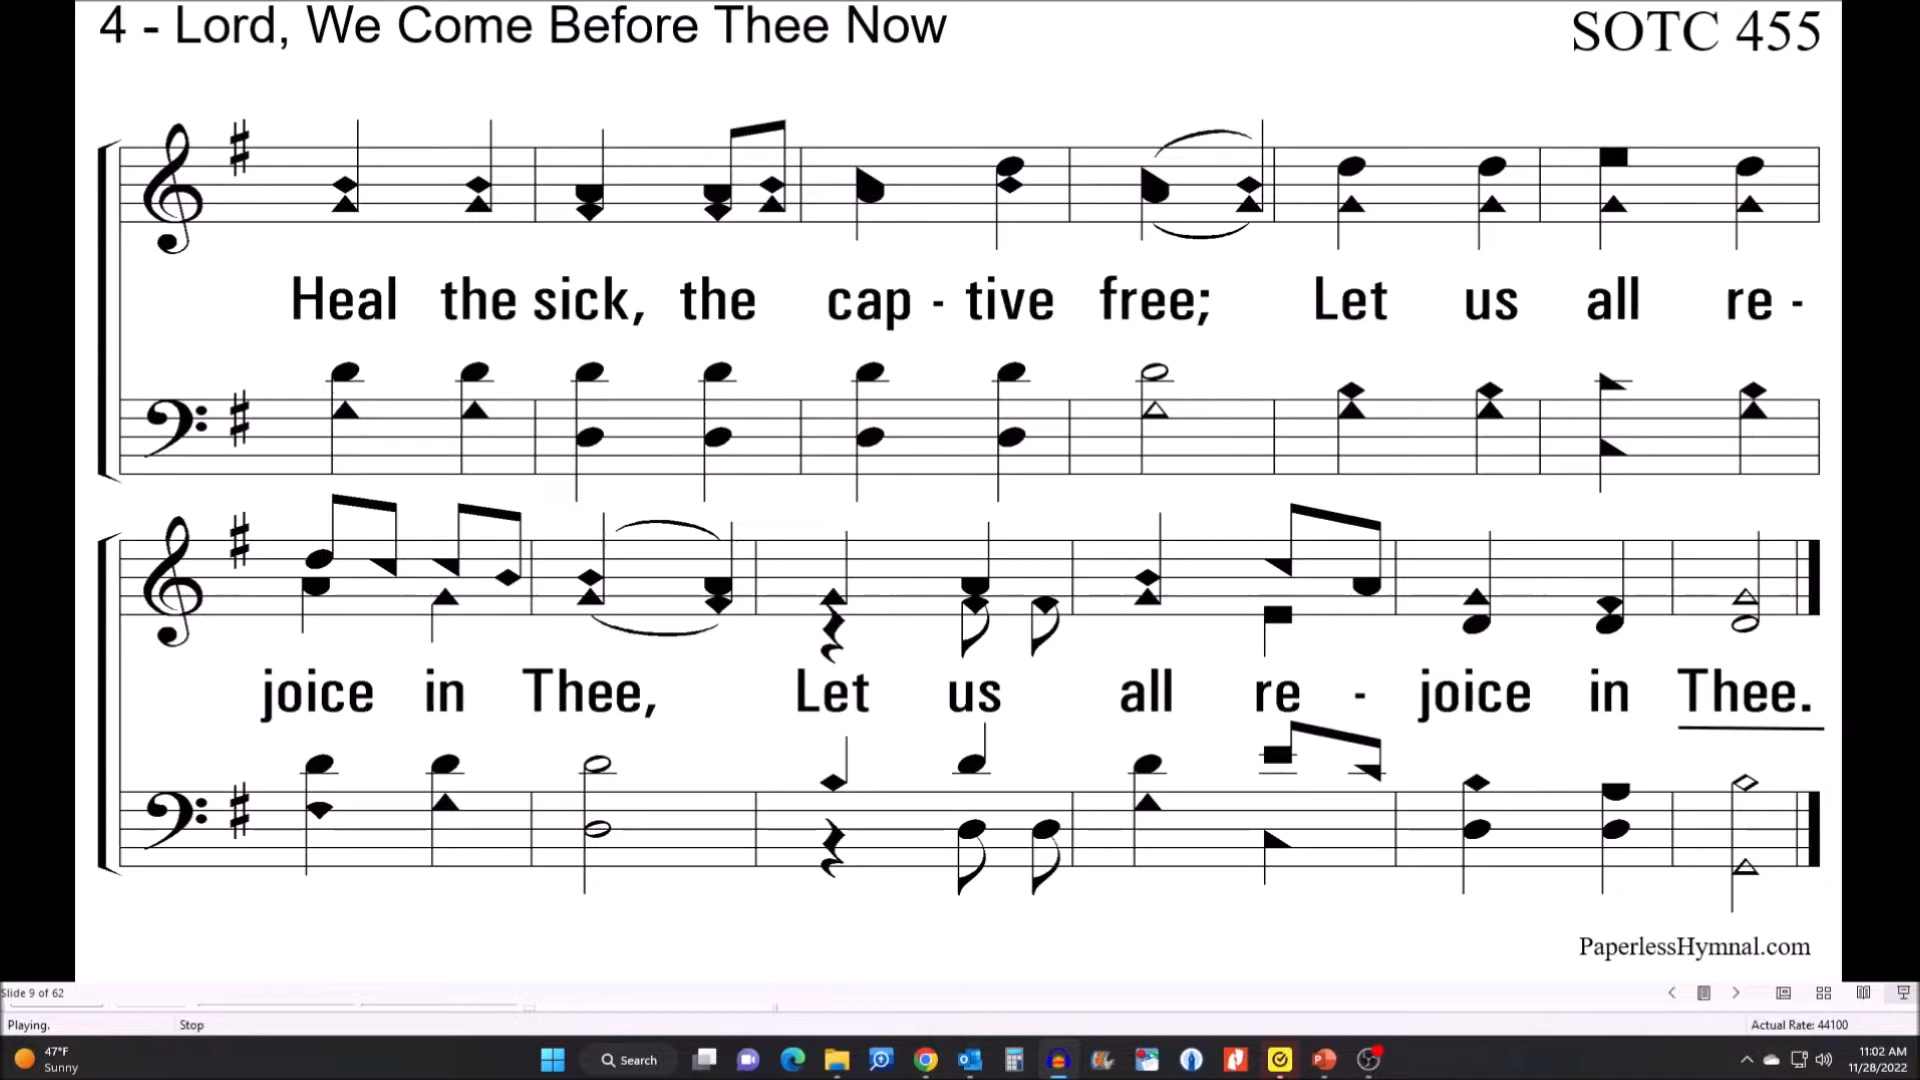 4 - Lord, We Come Before Thee Now
SOTC 455
Heal the sick, the cap - tive free; Let us all re -
joice in Thee, Let us all re - joice in Thee.
PaperlessHymnal.com
Slide 9 of 62
Playing.
Stop
Actual Rate: 44100
47°F
Sunny
Search
11:02 AM
11/28/2022